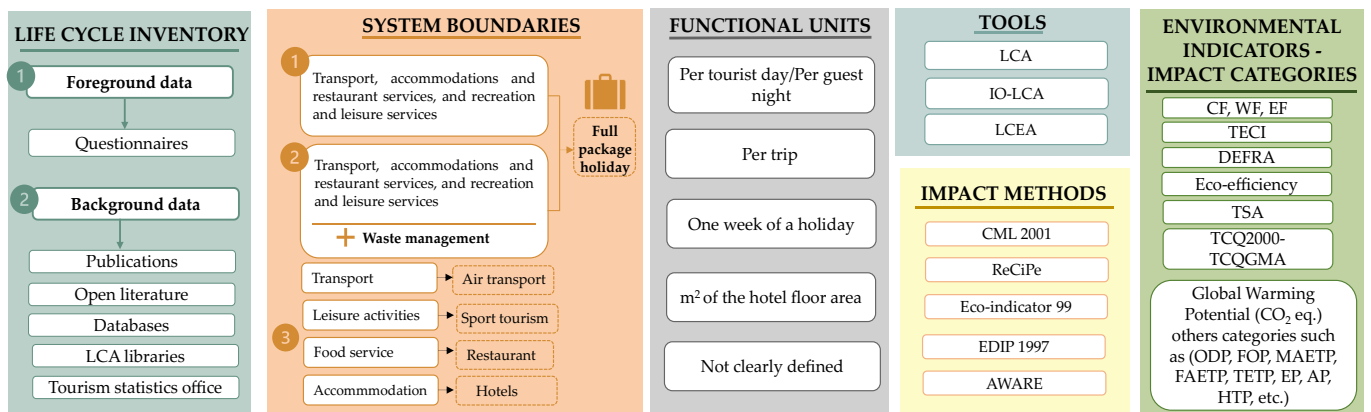 LIFE CYCLE INVENTORY
1
Foreground data
Questionnaires
2
Background data
Publications
Open literature
Databases
LCA libraries
Tourism statistics office
SYSTEM BOUNDARIES
1
Transport, accommodations and
restaurant services, and recreation
and leisure services
2
Transport, accommodations and
restaurant services, and recreation
and leisure services
+ Waste management
Full
package
holiday
3
Transport
Air transport
Leisure activities
Sport tourism
Food service
Restaurant
Accommmodation
Hotels
FUNCTIONAL UNITS
Per tourist day/Per guest
night
Per trip
One week of a holiday
m² of the hotel floor area
Not clearly defined
TOOLS
LCA
IO-LCA
LCEA
IMPACT METHODS
CML 2001
ReCiPe
Eco-indicator 99
EDIP 1997
AWARE
ENVIRONMENTAL
INDICATORS -
IMPACT CATEGORIES
CF, WF, EF
TECI
DEFRA
Eco-efficiency
TSA
TCQ2000-
TCQGMA
Global Warming
Potential (CO₂ eq.)
others categories such
as (ODP, FOP, MAETP,
FAETP, TETP, EP, AP,
HTP, etc.)